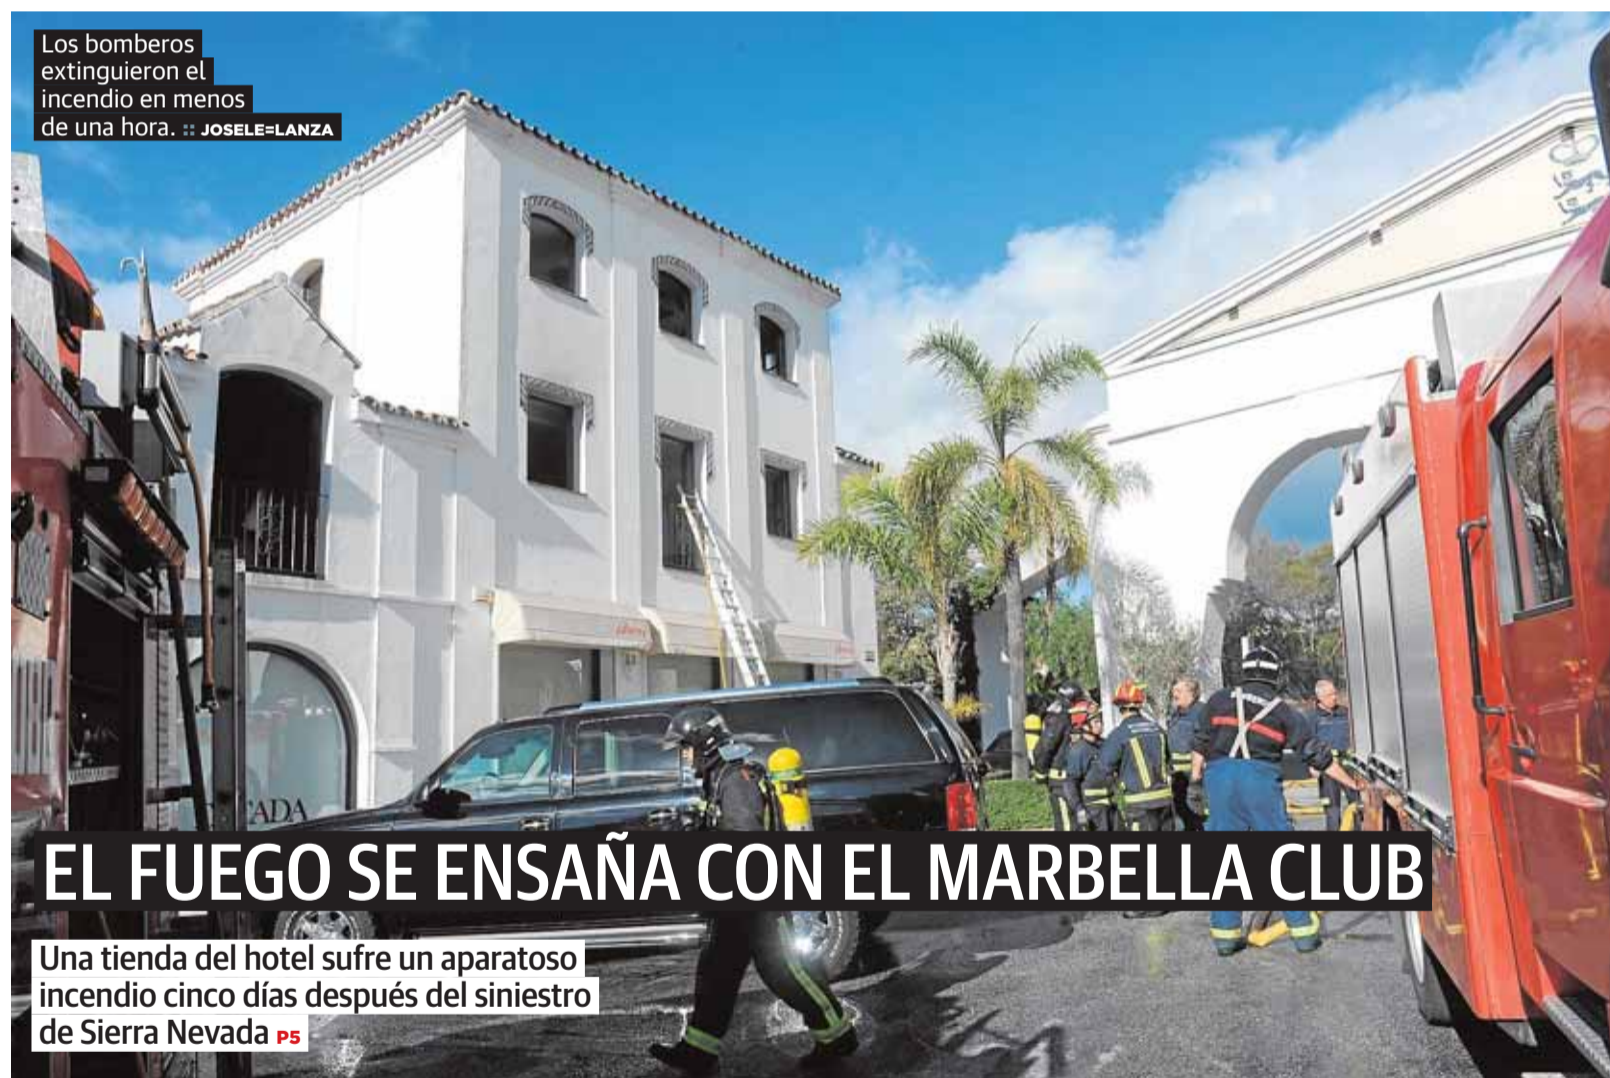 Los bomberos
extinguieron el
incendio en menos
de una hora. :: JOSELE=LANZA
EL FUEGO SE ENSAÑA CON EL MARBELLA CLUB
Una tienda del hotel sufre un aparatoso
incendio cinco días después del siniestro
de Sierra Nevada P5